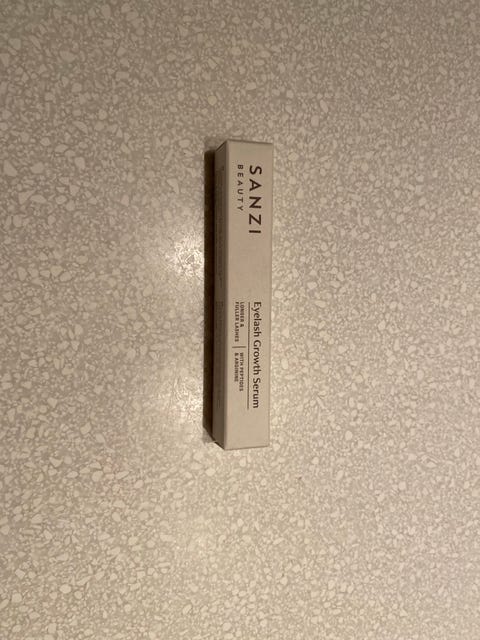 SANZI
BEAUTY
Eyelash Growth Serum
LONGER &
FULLER LASHES
WITH PEPTIDES
& ARGININE